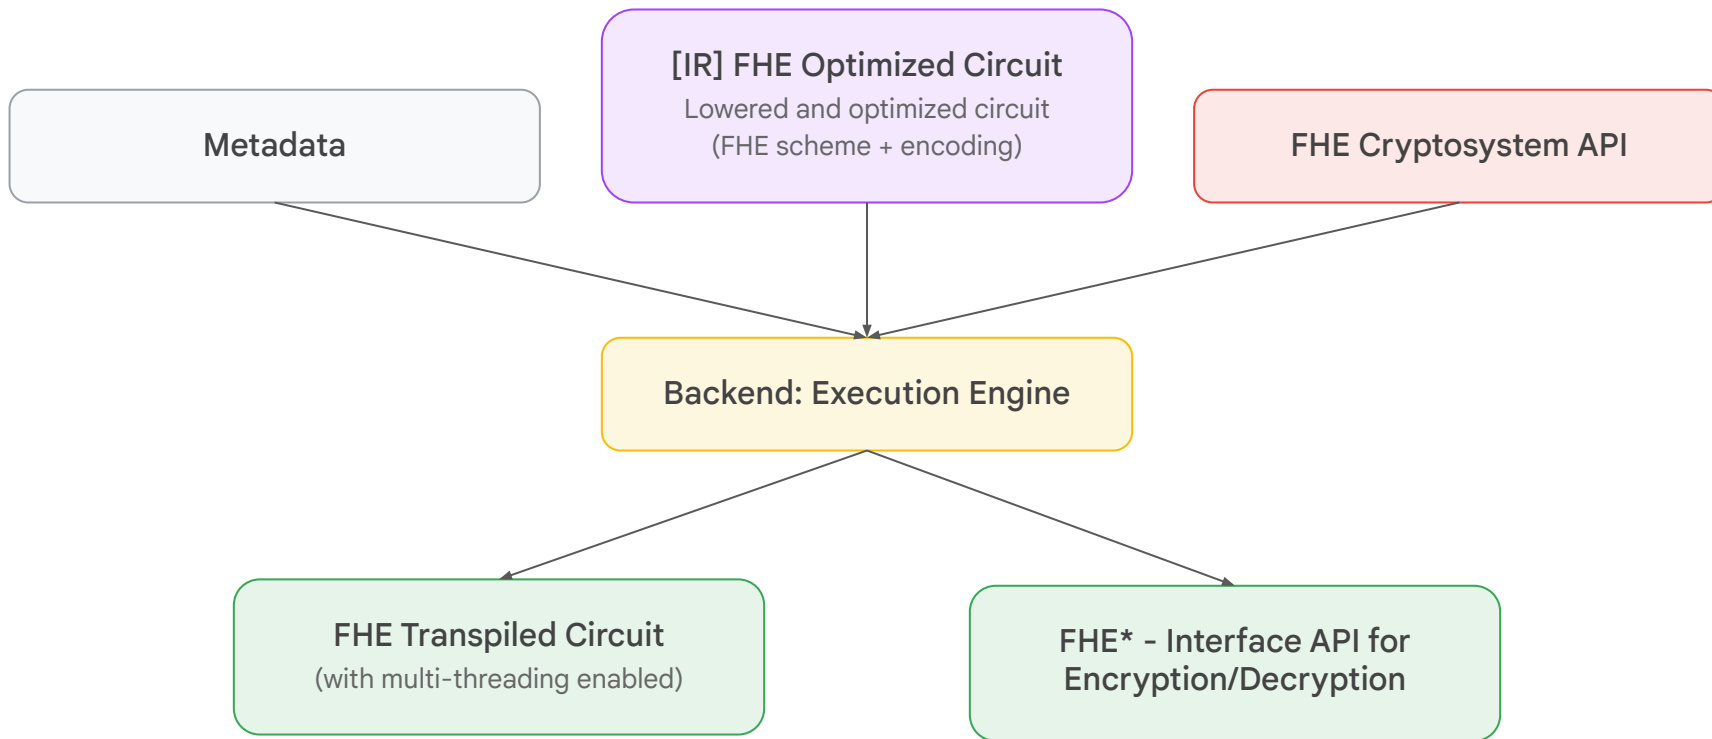 [IR] FHE Optimized Circuit
Lowered and optimized circuit
(FHE scheme + encoding)
Metadata
FHE Cryptosystem API
Backend: Execution Engine
FHE Transpiled Circuit
(with multi-threading enabled)
FHE* - Interface API for
Encryption/Decryption